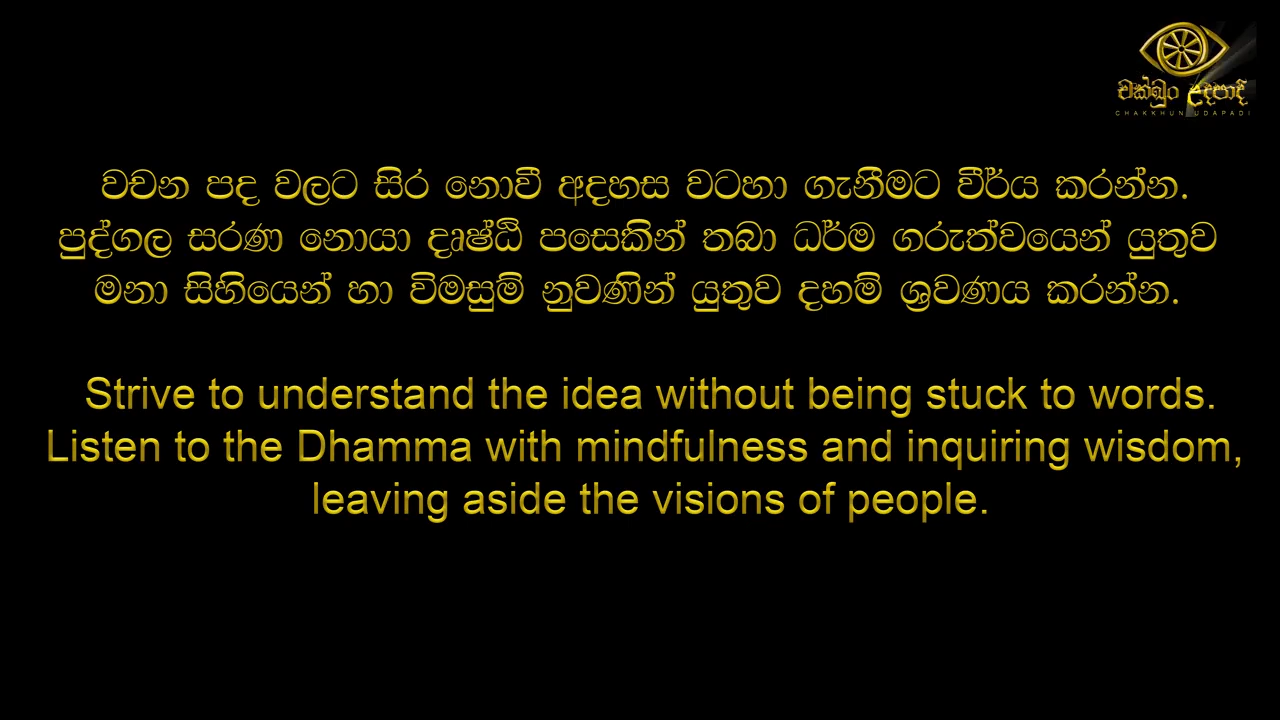 චක්ඛුං උදපාදි
CHAKKHUN UDAPADI
වචන පද වලට සිර නොවී අදහස වටහා ගැනීමට වීර්ය කරන්න.
පුද්ගල සරණ නොයා දෘෂ්ඨි පසෙකින් තබා ධර්ම ගරුත්වයෙන් යුතුව
මනා සිහියෙන් හා විමසුම් නුවණින් යුතුව දහම් ශ්‍රවණය කරන්න.
Strive to understand the idea without being stuck to words.
Listen to the Dhamma with mindfulness and inquiring wisdom,
leaving aside the visions of people.